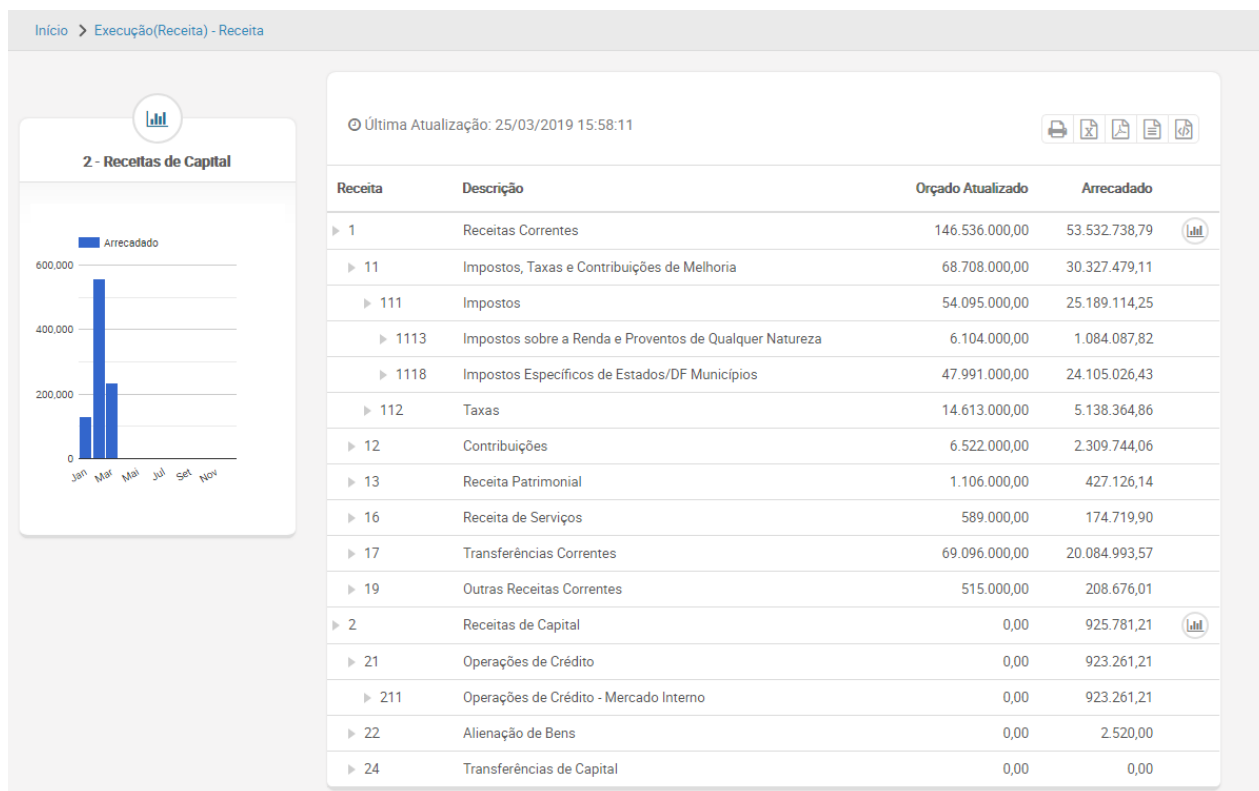 Início > Execução(Receita) - Receita
2 - Receitas de Capital
Arrecadado
600,000
400,000
200,000
0
Jan Mar Mai Jul Set Nov
Última Atualização: 25/03/2019 15:58:11
Receita Descrição Orçado Atualizado Arrecadado
1 Receitas Correntes 146.536.000,00 53.532.738,79
11 Impostos, Taxas e Contribuições de Melhoria 68.708.000,00 30.327.479,11
111 Impostos 54.095.000,00 25.189.114,25
1113 Impostos sobre a Renda e Proventos de Qualquer Natureza 6.104.000,00 1.084.087,82
1118 Impostos Específicos de Estados/DF Municípios 47.991.000,00 24.105.026,43
112 Taxas 14.613.000,00 5.138.364,86
12 Contribuições 6.522.000,00 2.309.744,06
13 Receita Patrimonial 1.106.000,00 427.126,14
16 Receita de Serviços 589.000,00 174.719,90
17 Transferências Correntes 69.096.000,00 20.084.993,57
19 Outras Receitas Correntes 515.000,00 208.676,01
2 Receitas de Capital 0,00 925.781,21
21 Operações de Crédito 0,00 923.261,21
211 Operações de Crédito - Mercado Interno 0,00 923.261,21
22 Alienação de Bens 0,00 2.520,00
24 Transferências de Capital 0,00 0,00